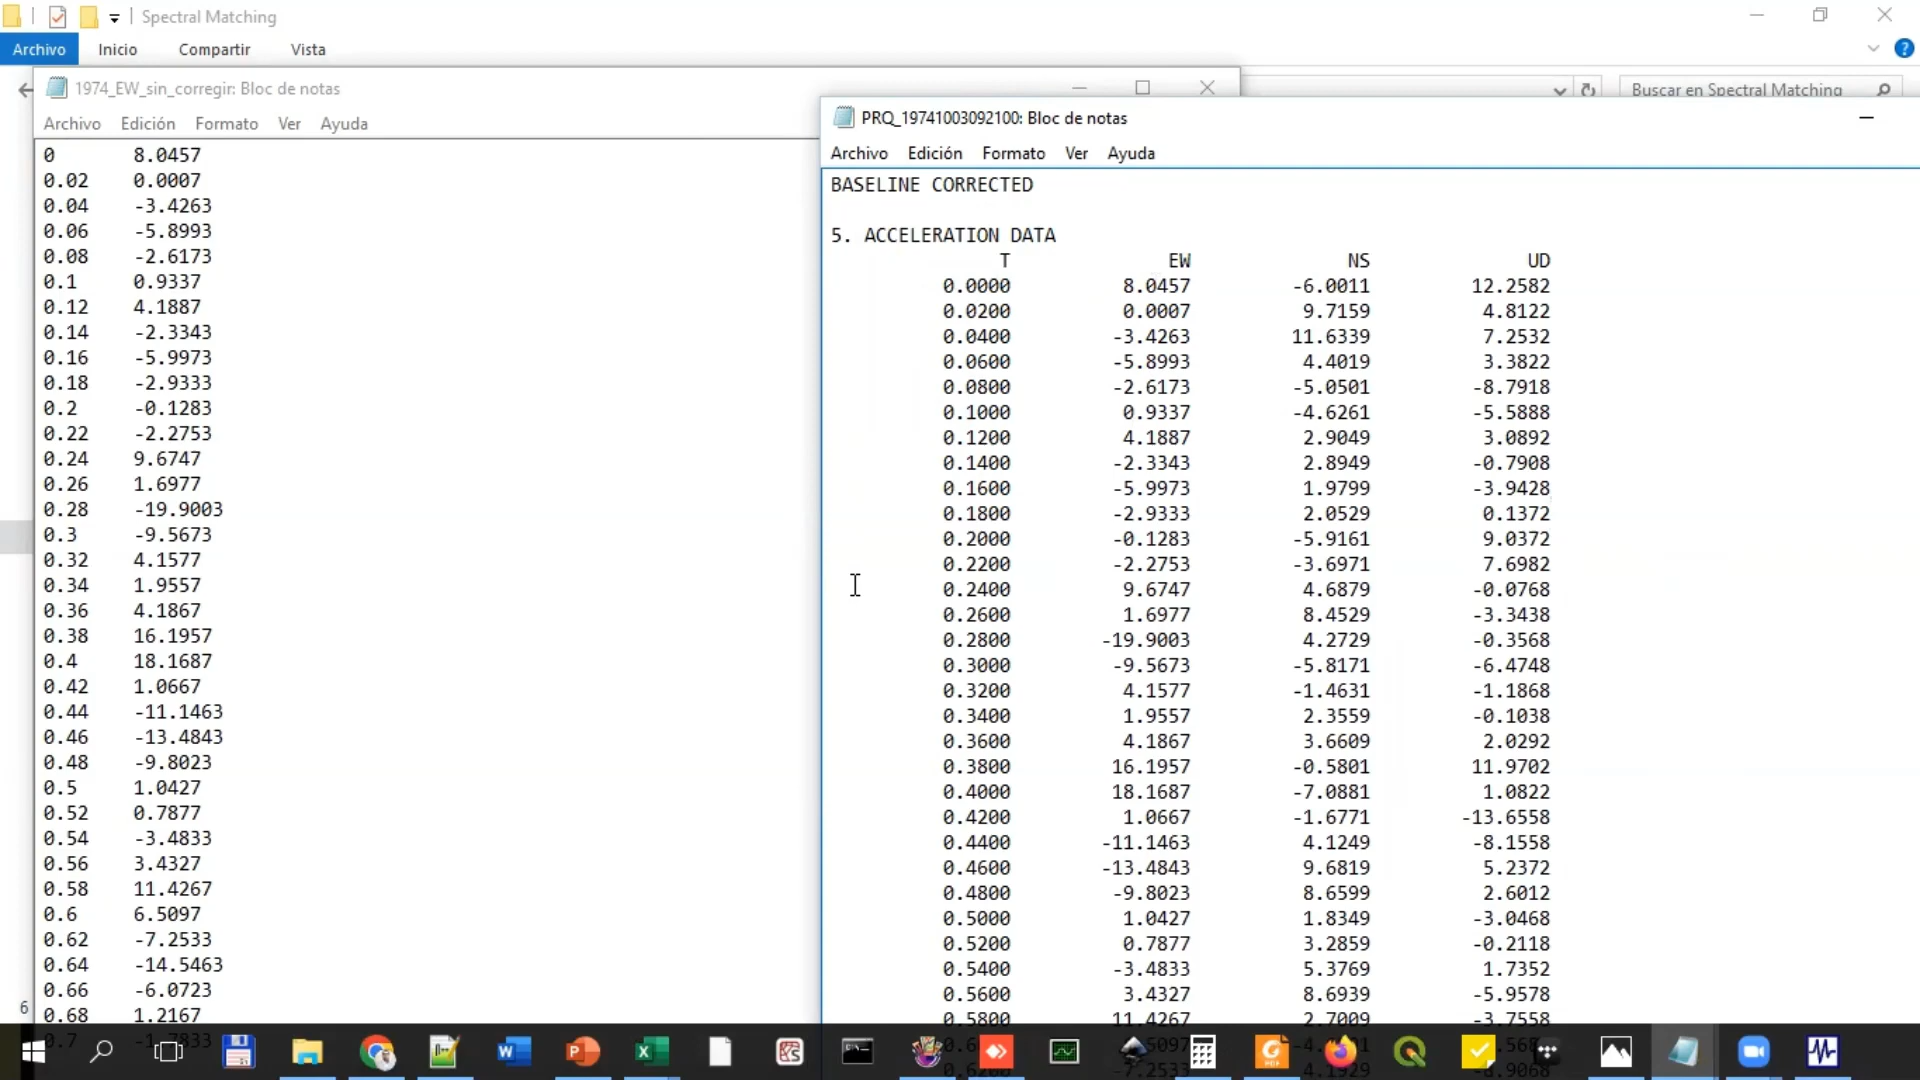 Spectral Matching
Archivo Inicio Compartir Vista
Buscar en Spectral Matching
1974_EW_sin_corregir: Bloc de notas
Archivo Edición Formato Ver Ayuda
0 8.0457
0.02 0.0007
0.04 -3.4263
0.06 -5.8993
0.08 -2.6173
0.1 0.9337
0.12 4.1887
0.14 -2.3343
0.16 -5.9973
0.18 -2.9333
0.2 -0.1283
0.22 -2.2753
0.24 9.6747
0.26 1.6977
0.28 -19.9003
0.3 -9.5673
0.32 4.1577
0.34 1.9557
0.36 4.1867
0.38 16.1957
0.4 18.1687
0.42 1.0667
0.44 -11.1463
0.46 -13.4843
0.48 -9.8023
0.5 1.0427
0.52 0.7877
0.54 -3.4833
0.56 3.4327
0.58 11.4267
0.6 6.5097
0.62 -7.2533
0.64 -14.5463
0.66 -6.0723
0.68 1.2167
6
PRQ_19741003092100: Bloc de notas
Archivo Edición Formato Ver Ayuda
BASELINE CORRECTED
5. ACCELERATION DATA
T EW NS UD
0.0000 8.0457 -6.0011 12.2582
0.0200 0.0007 9.7159 4.8122
0.0400 -3.4263 11.6339 7.2532
0.0600 -5.8993 4.4019 3.3822
0.0800 -2.6173 -5.0501 -8.7918
0.1000 0.9337 -4.6261 -5.5888
0.1200 4.1887 2.9049 3.0892
0.1400 -2.3343 2.8949 -0.7908
0.1600 -5.9973 1.9799 -3.9428
0.1800 -2.9333 2.0529 0.1372
0.2000 -0.1283 -5.9161 9.0372
0.2200 -2.2753 -3.6971 7.6982
0.2400 9.6747 4.6879 -0.0768
0.2600 1.6977 8.4529 -3.3438
0.2800 -19.9003 4.2729 -0.3568
0.3000 -9.5673 -5.8171 -6.4748
0.3200 4.1577 -1.4631 -1.1868
0.3400 1.9557 2.3559 -0.1038
0.3600 4.1867 3.6609 2.0292
0.3800 16.1957 -0.5801 11.9702
0.4000 18.1687 -7.0881 1.0822
0.4200 1.0667 -1.6771 -13.6558
0.4400 -11.1463 4.1249 -8.1558
0.4600 -13.4843 9.6819 5.2372
0.4800 -9.8023 8.6599 2.6012
0.5000 1.0427 1.8349 -3.0468
0.5200 0.7877 3.2859 -0.2118
0.5400 -3.4833 5.3769 1.7352
0.5600 3.4327 8.6939 -5.9578
0.5800 11.4267 2.7009 -3.7558